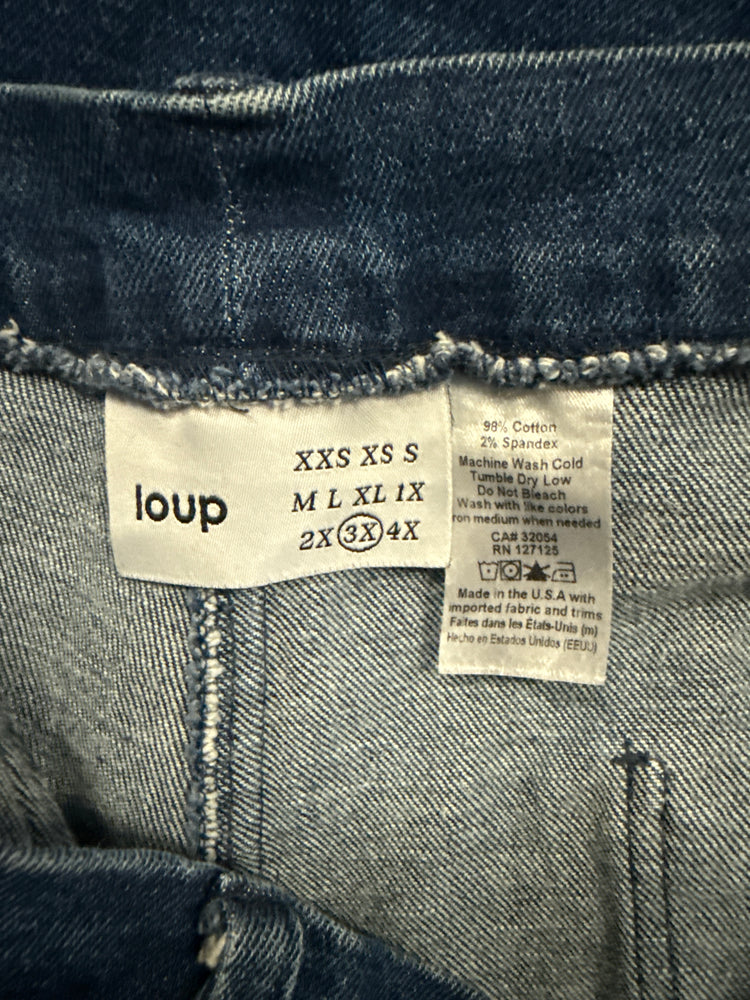 loup
XXS XS S
M L XL 1X
2X 3X 4X
98% Cotton
2% Spandex
Machine Wash Cold
Tumble Dry Low
Do Not Bleach
Wash with like colors
ron medium when needed
CA# 32054
RN 127125
Made in the U.S.A with
imported fabric and trims
Faites dans les États-Unis (m)
Hecho en Estados Unidos (EEUU)